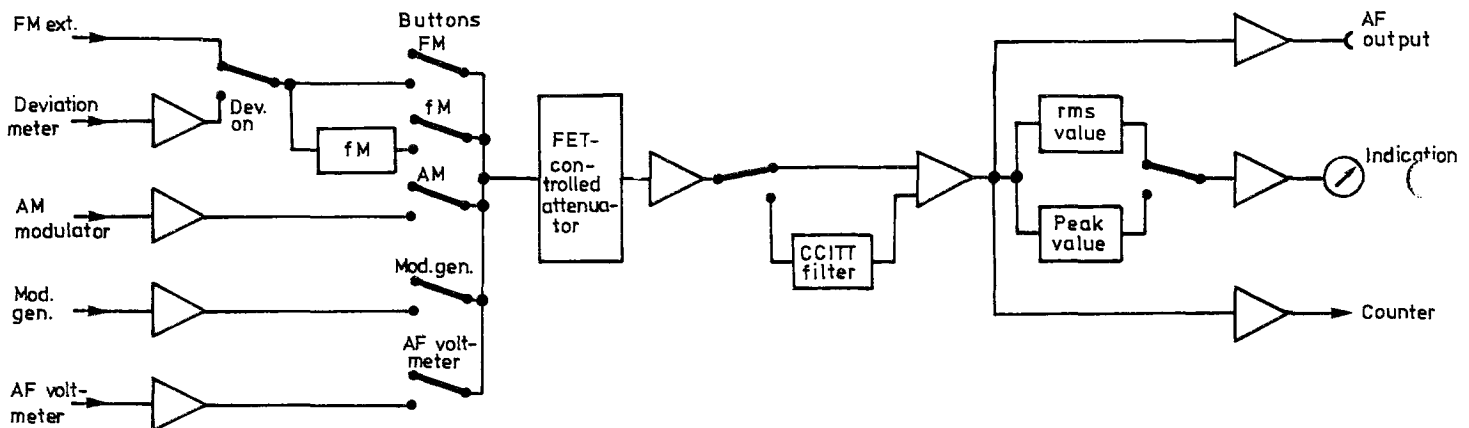 FM ext.
Deviation
meter
Dev.
on
fM
AM
modulator
Mod.
gen.
AF volt-
meter
Buttons
FM
fM
AM
Mod.gen.
AF volt-
meter
FET-
con-
trolled
attenua-
tor
CCITT
filter
rms
value
Peak
value
AF
output
Indication
Counter